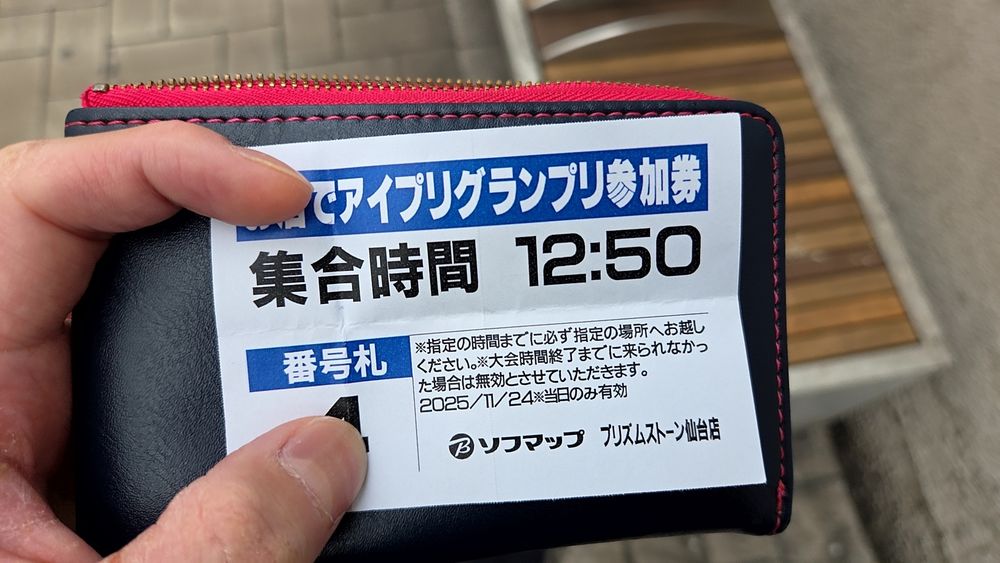 でアイプリグランプリ参加券
集合時間 12:50
番号札
※指定の時間までに必ず指定の場所へお越し
ください。※大会時間終了までに来られなかっ
た場合は無効とさせていただきます。
2025/11/24※当日のみ有効
ソフマップ プリズムストーン仙台店